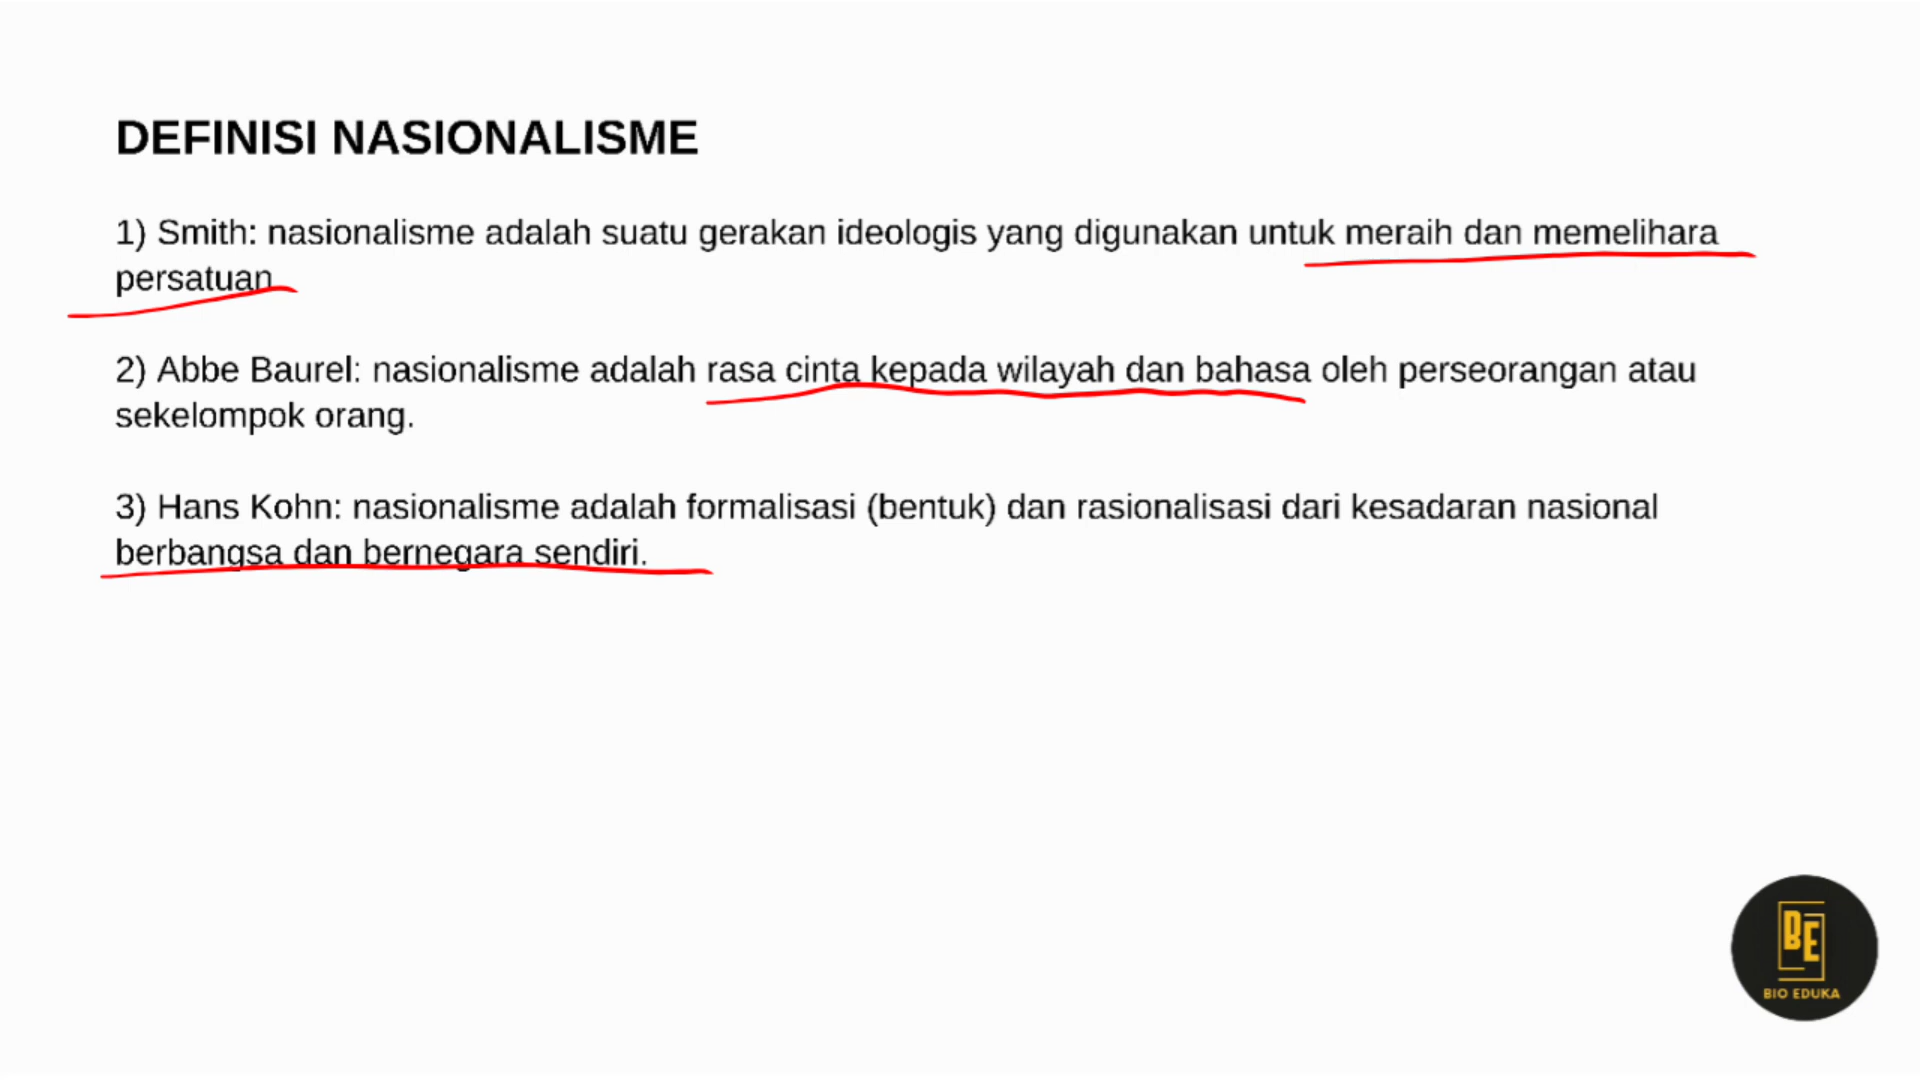 DEFINISI NASIONALISME
1) Smith: nasionalisme adalah suatu gerakan ideologis yang digunakan untuk meraih dan memelihara
persatuan
2) Abbe Baurel: nasionalisme adalah rasa cinta kepada wilayah dan bahasa oleh perseorangan atau
sekelompok orang.
3) Hans Kohn: nasionalisme adalah formalisasi (bentuk) dan rasionalisasi dari kesadaran nasional
berbangsa dan bernegara sendiri.
BE
BIO EDUKA